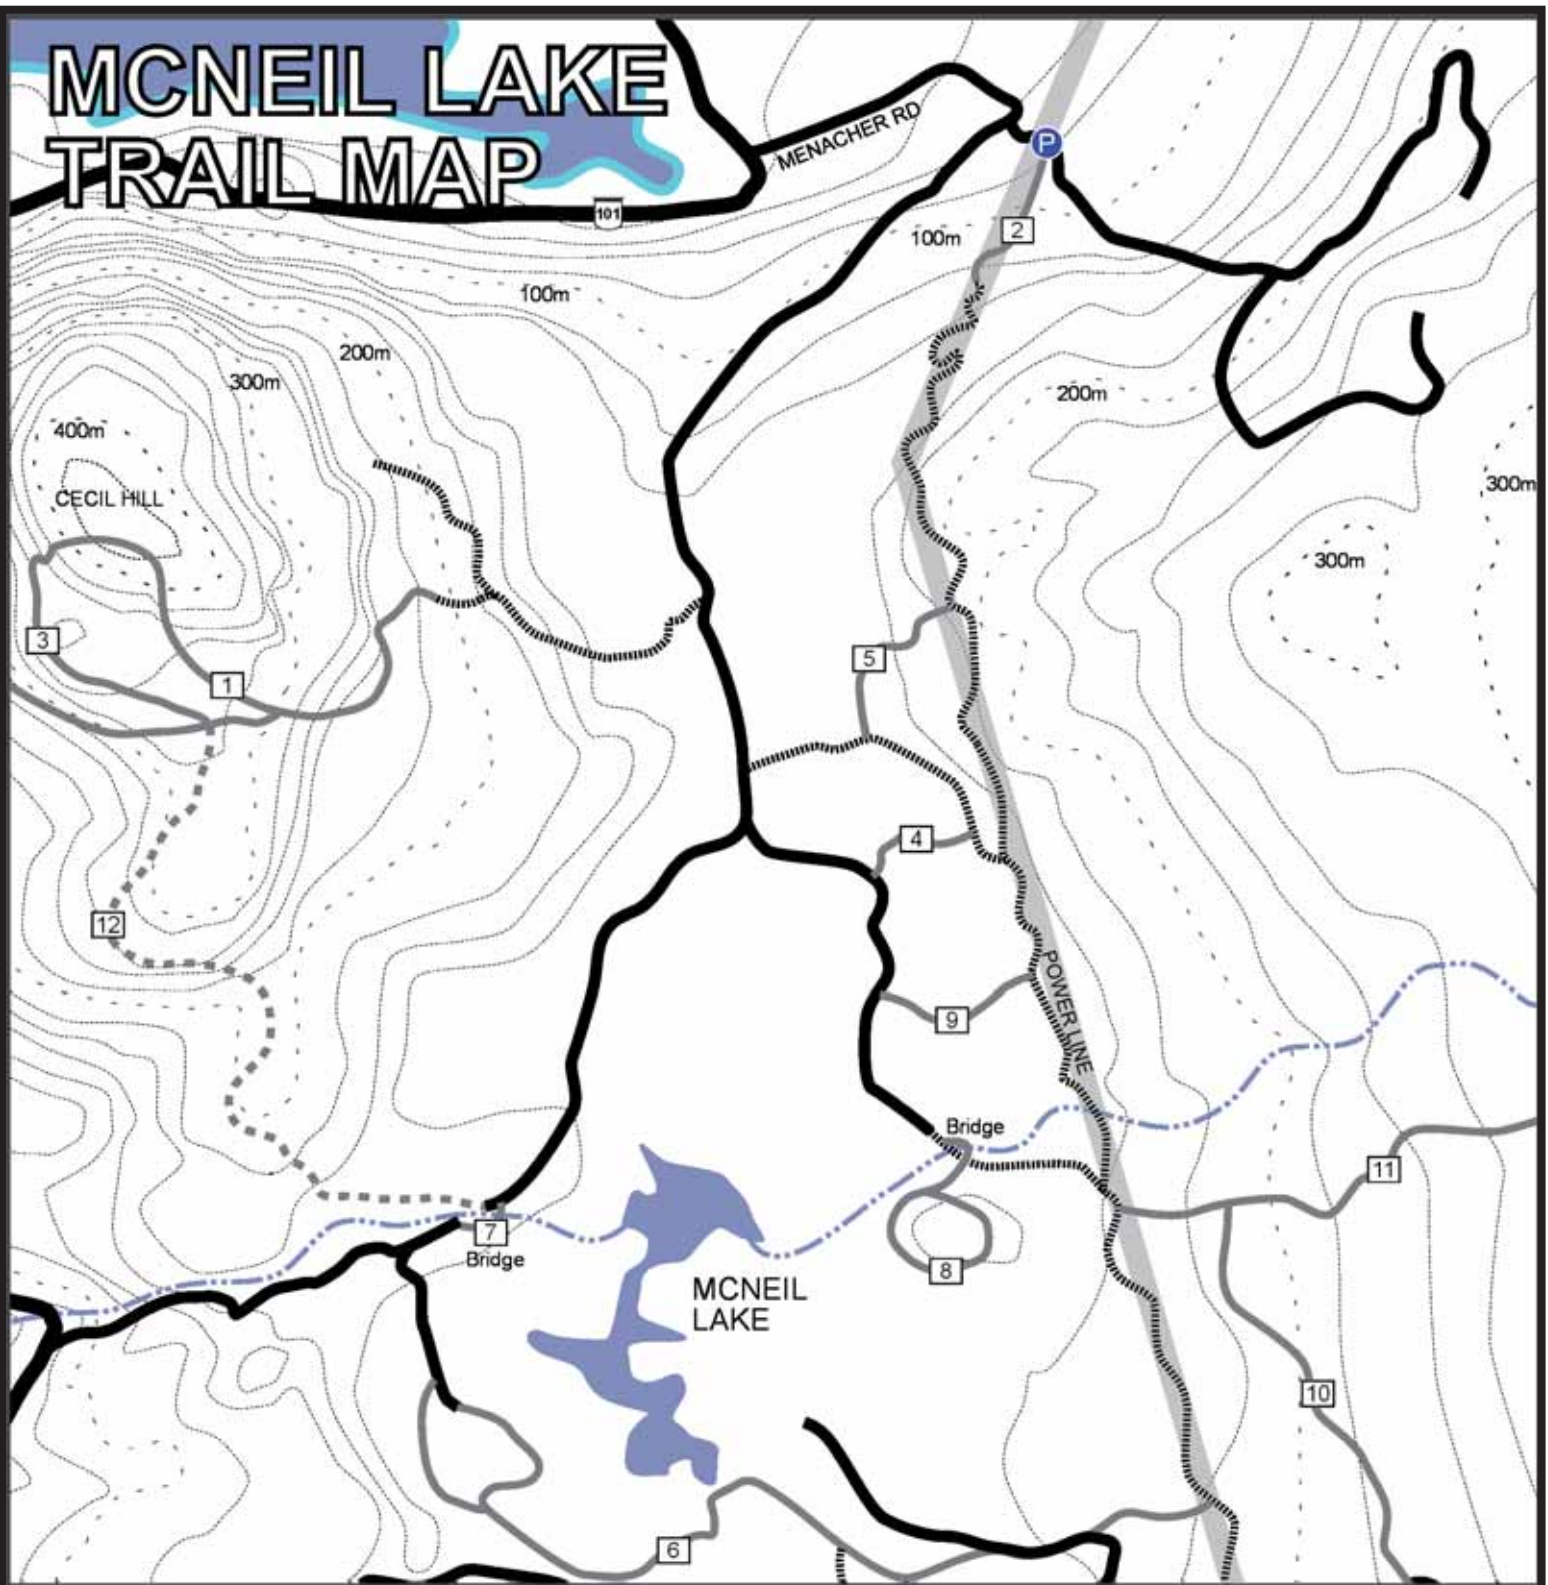 MCNEIL LAKE
TRAIL MAP
MENACHER RD
P
101
2
100m
100m
200m
300m
200m
400m
CECIL HILL
300m
300m
3
5
1
4
12
9
POWER LINE
Bridge
11
7
Bridge
8
MCNEIL
LAKE
10
6